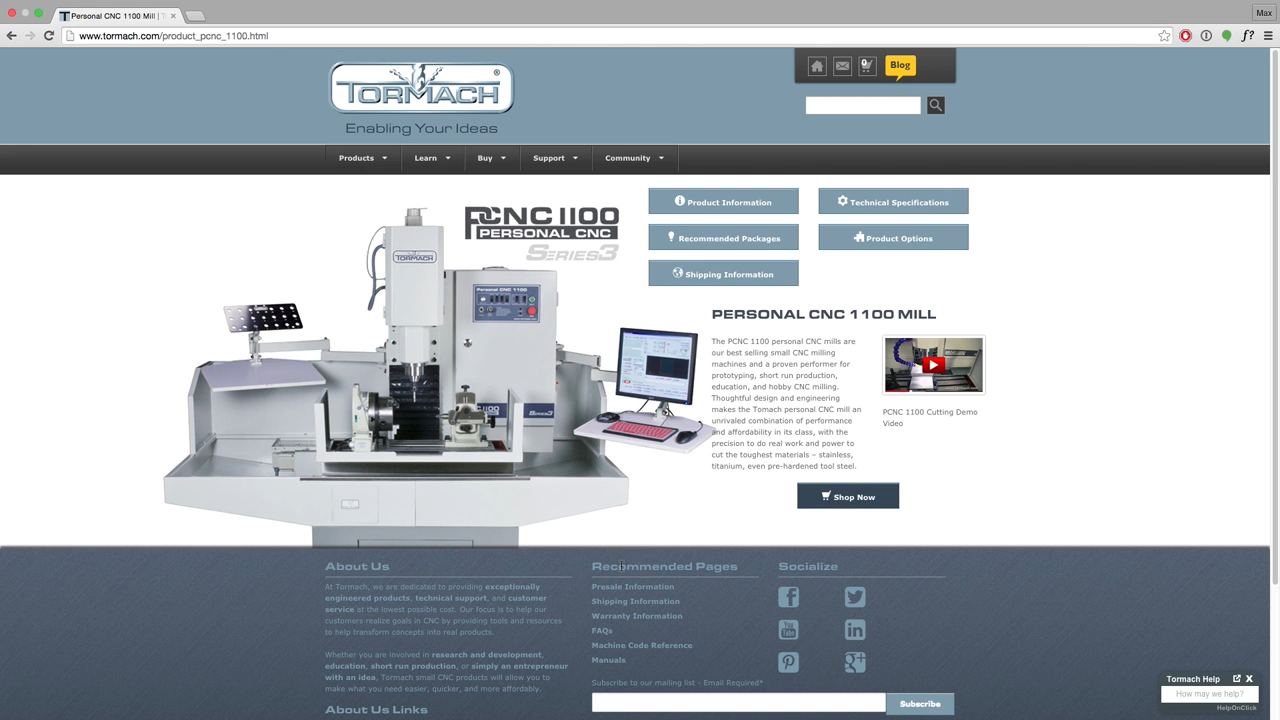 Personal CNC 1100 Mill | T
Max
www.tormach.com/product_pcnc_1100.html
f?
TORMACH®
Enabling Your Ideas
0
Blog
Products
Learn
Buy
Support
Community
PCNC 1100
PERSONAL CNC
SERIES3
Product Information
Technical Specifications
Recommended Packages
Product Options
Shipping Information
TORMACH
Personal CNC 1100
1100
SERIES3
PERSONAL CNC 1100 MILL
The PCNC 1100 personal CNC mills are
our best selling small CNC milling
machines and a proven performer for
prototyping, short run production,
education, and hobby CNC milling.
Thoughtful design and engineering
makes the Tomach personal CNC mill an
unrivaled combination of performance
and affordability in its class, with the
precision to do real work and power to
cut the toughest materials – stainless,
titanium, even pre-hardened tool steel.
PCNC 1100 Cutting Demo
Video
Shop Now
About Us
At Tormach, we are dedicated to providing exceptionally
engineered products, technical support, and customer
service at the lowest possible cost. Our focus is to help our
customers realize goals in CNC by providing tools and resources
to help transform concepts into real products.
Whether you are involved in research and development,
education, short run production, or simply an entrepreneur
with an idea, Tormach small CNC products will allow you to
make what you need easier, quicker, and more affordably.
About Us Links
Recommended Pages
Presale Information
Shipping Information
Warranty Information
FAQs
Machine Code Reference
Manuals
Subscribe to our mailing list - Email Required*
Subscribe
Socialize
You
Tube
Tormach Help
How may we help?
HelpOnClick